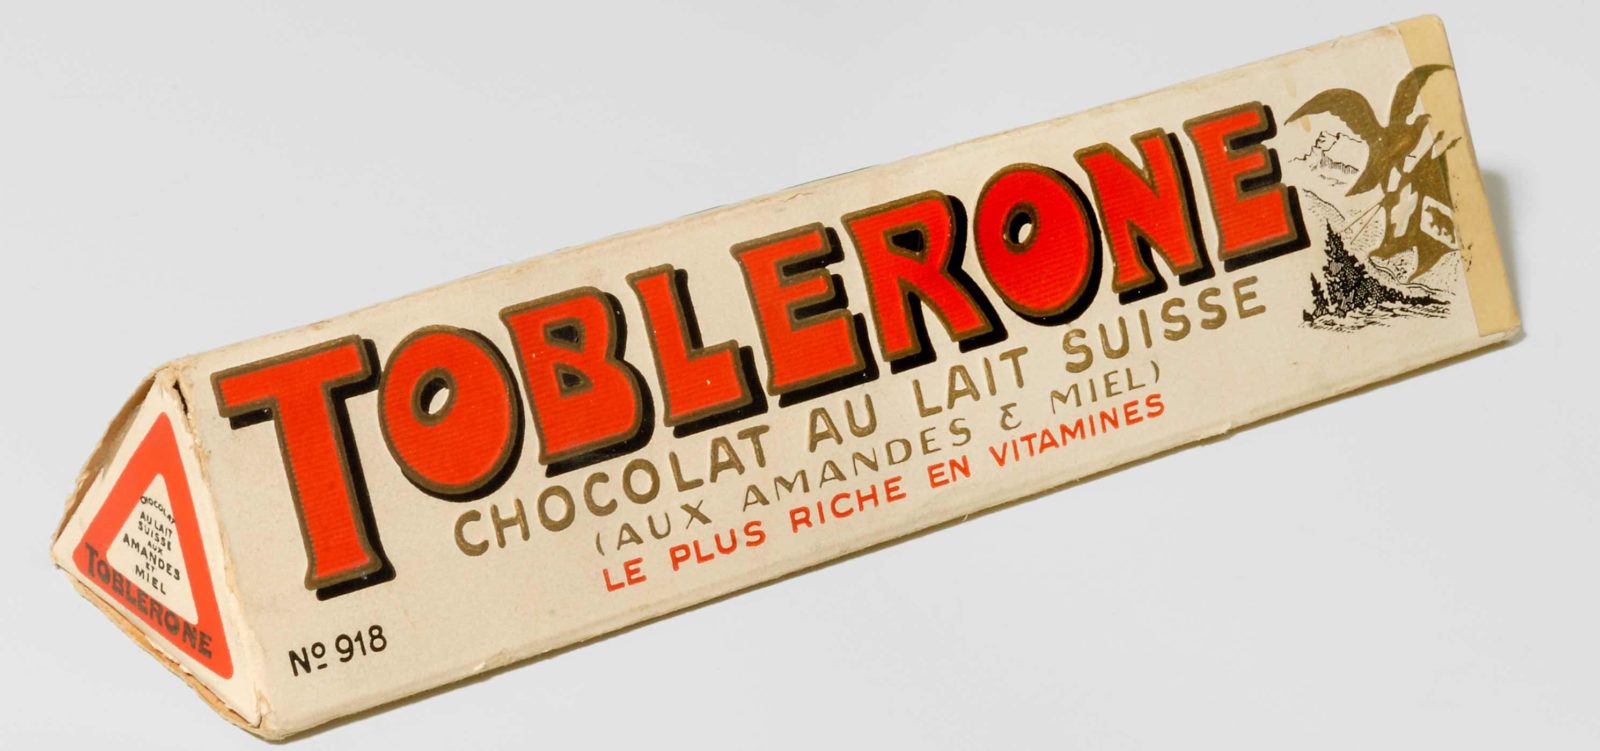 TOBLERONE
CHOCOLAT AU LAIT SUISSE
(AUX AMANDES & MIEL)
LE PLUS RICHE EN VITAMINES
Nº 918
CHOCOLAT
AU LAIT
SUISSE
AUX
AMANDES
ET
MIEL
TOBLERONE